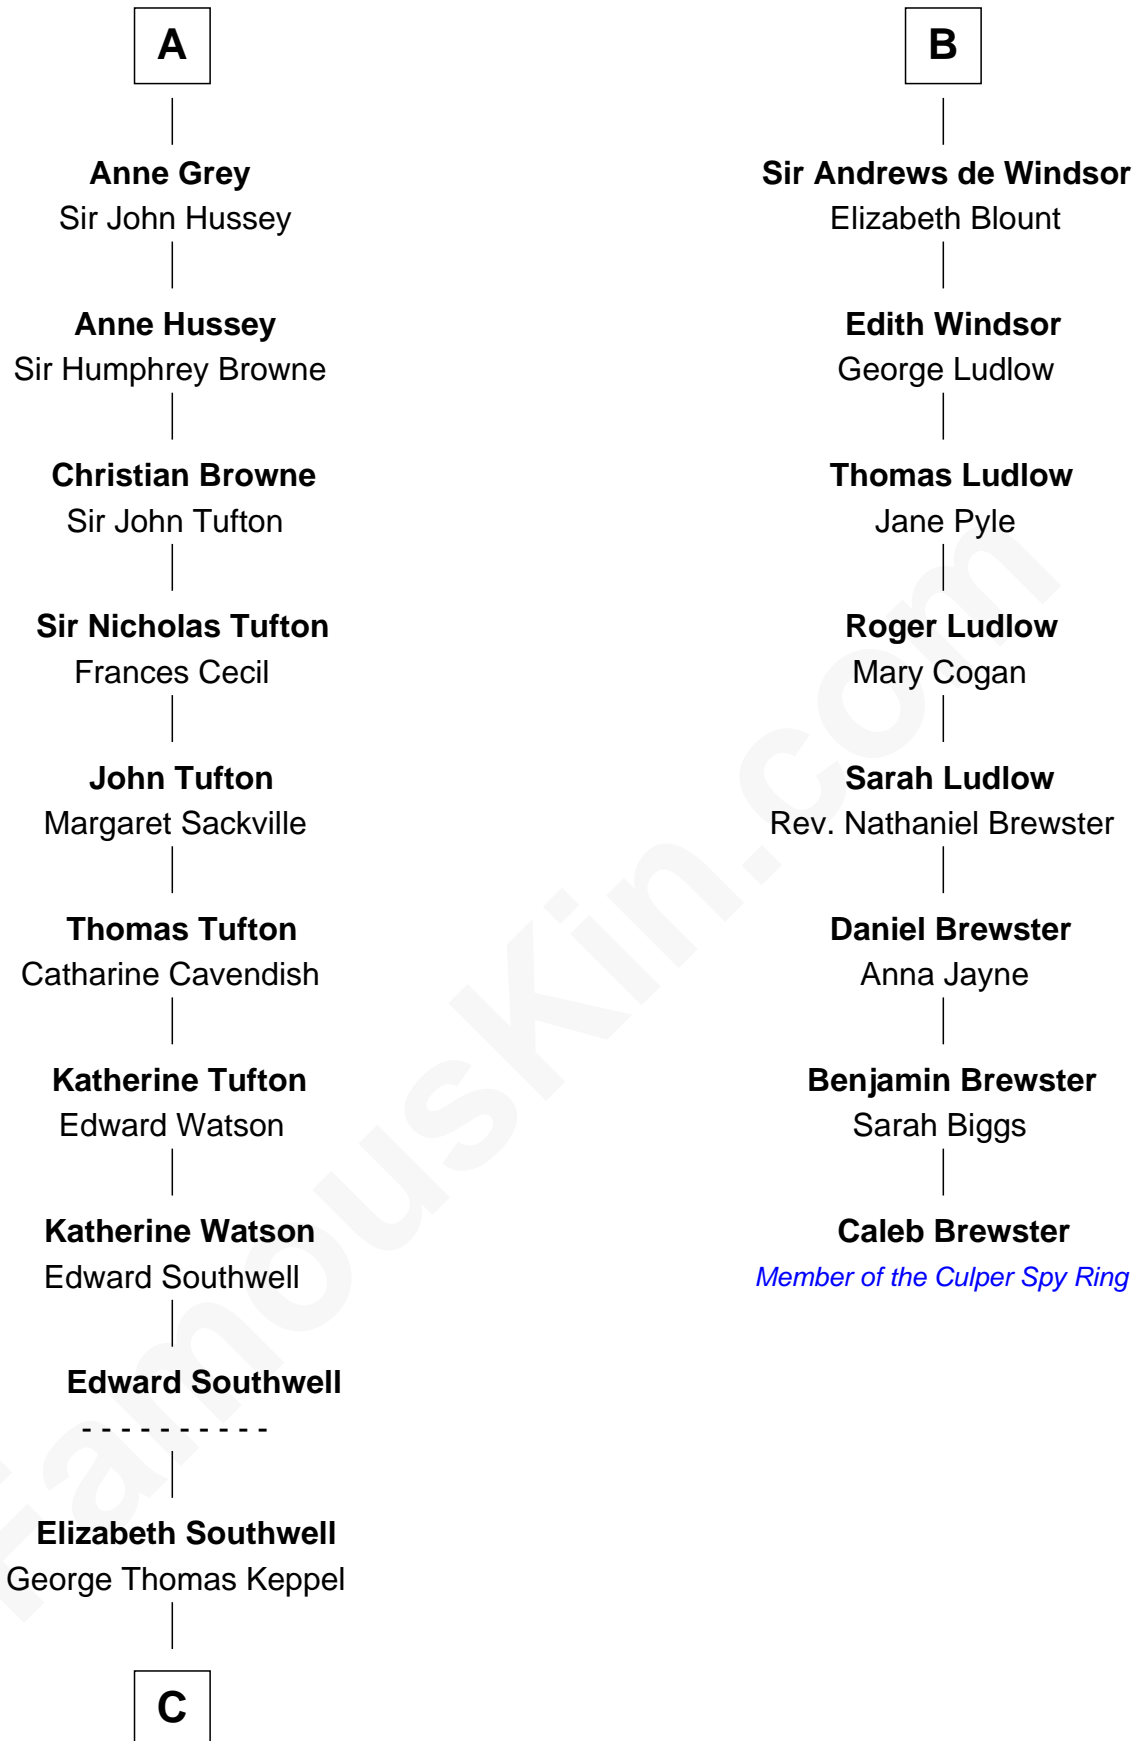 A
Anne Grey
Sir John Hussey
Anne Hussey
Sir Humphrey Browne
Christian Browne
Sir John Tufton
Sir Nicholas Tufton
Frances Cecil
John Tufton
Margaret Sackville
Thomas Tufton
Catharine Cavendish
Katherine Tufton
Edward Watson
Katherine Watson
Edward Southwell
Edward Southwell
- - - - - - - - - -
Elizabeth Southwell
George Thomas Keppel
C
B
Sir Andrews de Windsor
Elizabeth Blount
Edith Windsor
George Ludlow
Thomas Ludlow
Jane Pyle
Roger Ludlow
Mary Cogan
Sarah Ludlow
Rev. Nathaniel Brewster
Daniel Brewster
Anna Jayne
Benjamin Brewster
Sarah Biggs
Caleb Brewster
Member of the Culper Spy Ring
FamousKin.com